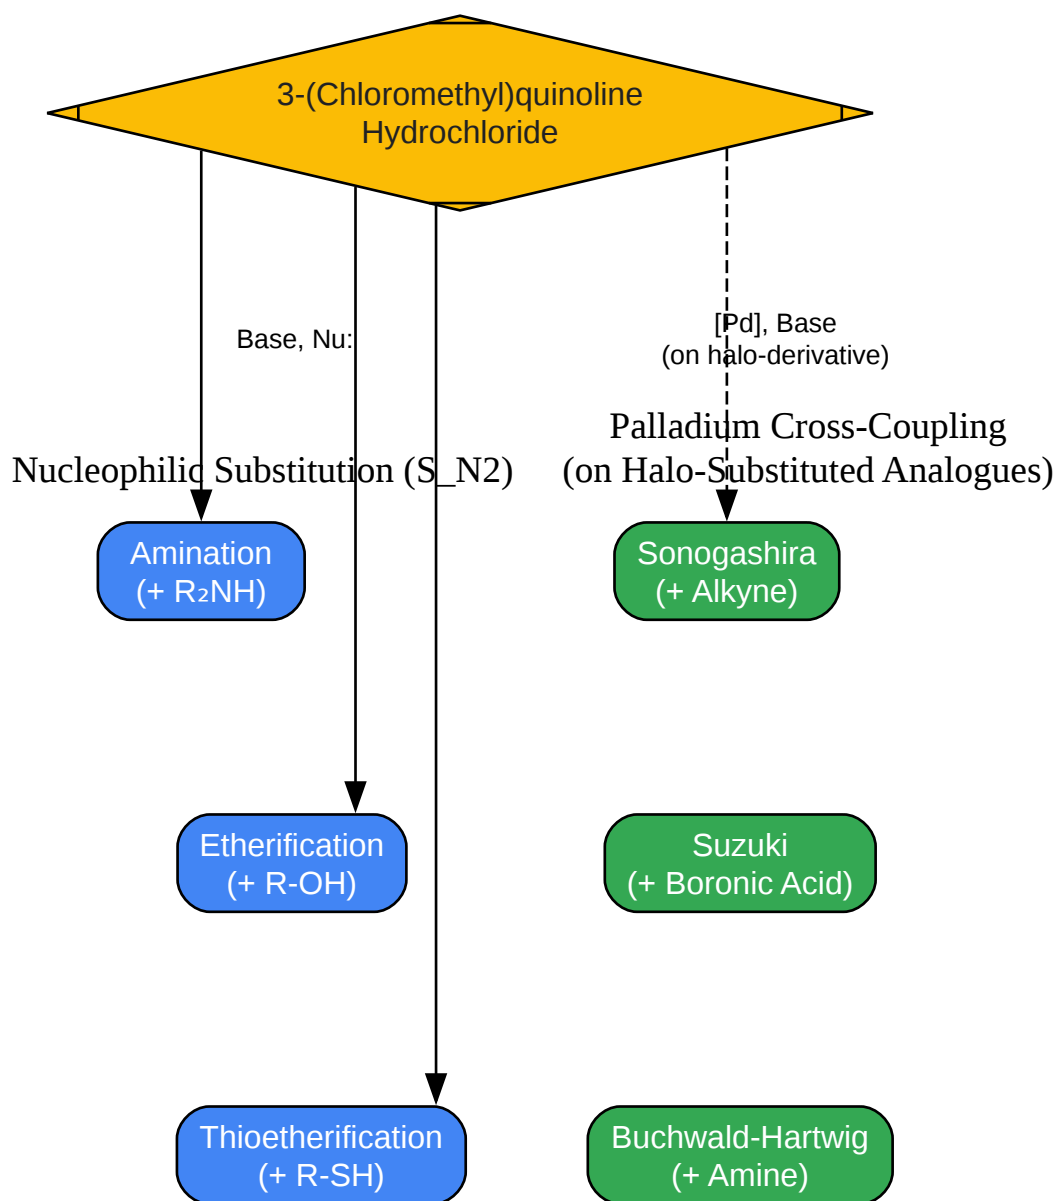 3-(Chloromethyl)quinoline
Hydrochloride
Base, Nu:
[Pd], Base
(on halo-derivative)
Nucleophilic Substitution (S_N2)
Palladium Cross-Coupling
(on Halo-Substituted Analogues)
Amination
(+ R₂NH)
Sonogashira
(+ Alkyne)
Etherification
(+ R-OH)
Suzuki
(+ Boronic Acid)
Thioetherification
(+ R-SH)
Buchwald-Hartwig
(+ Amine)